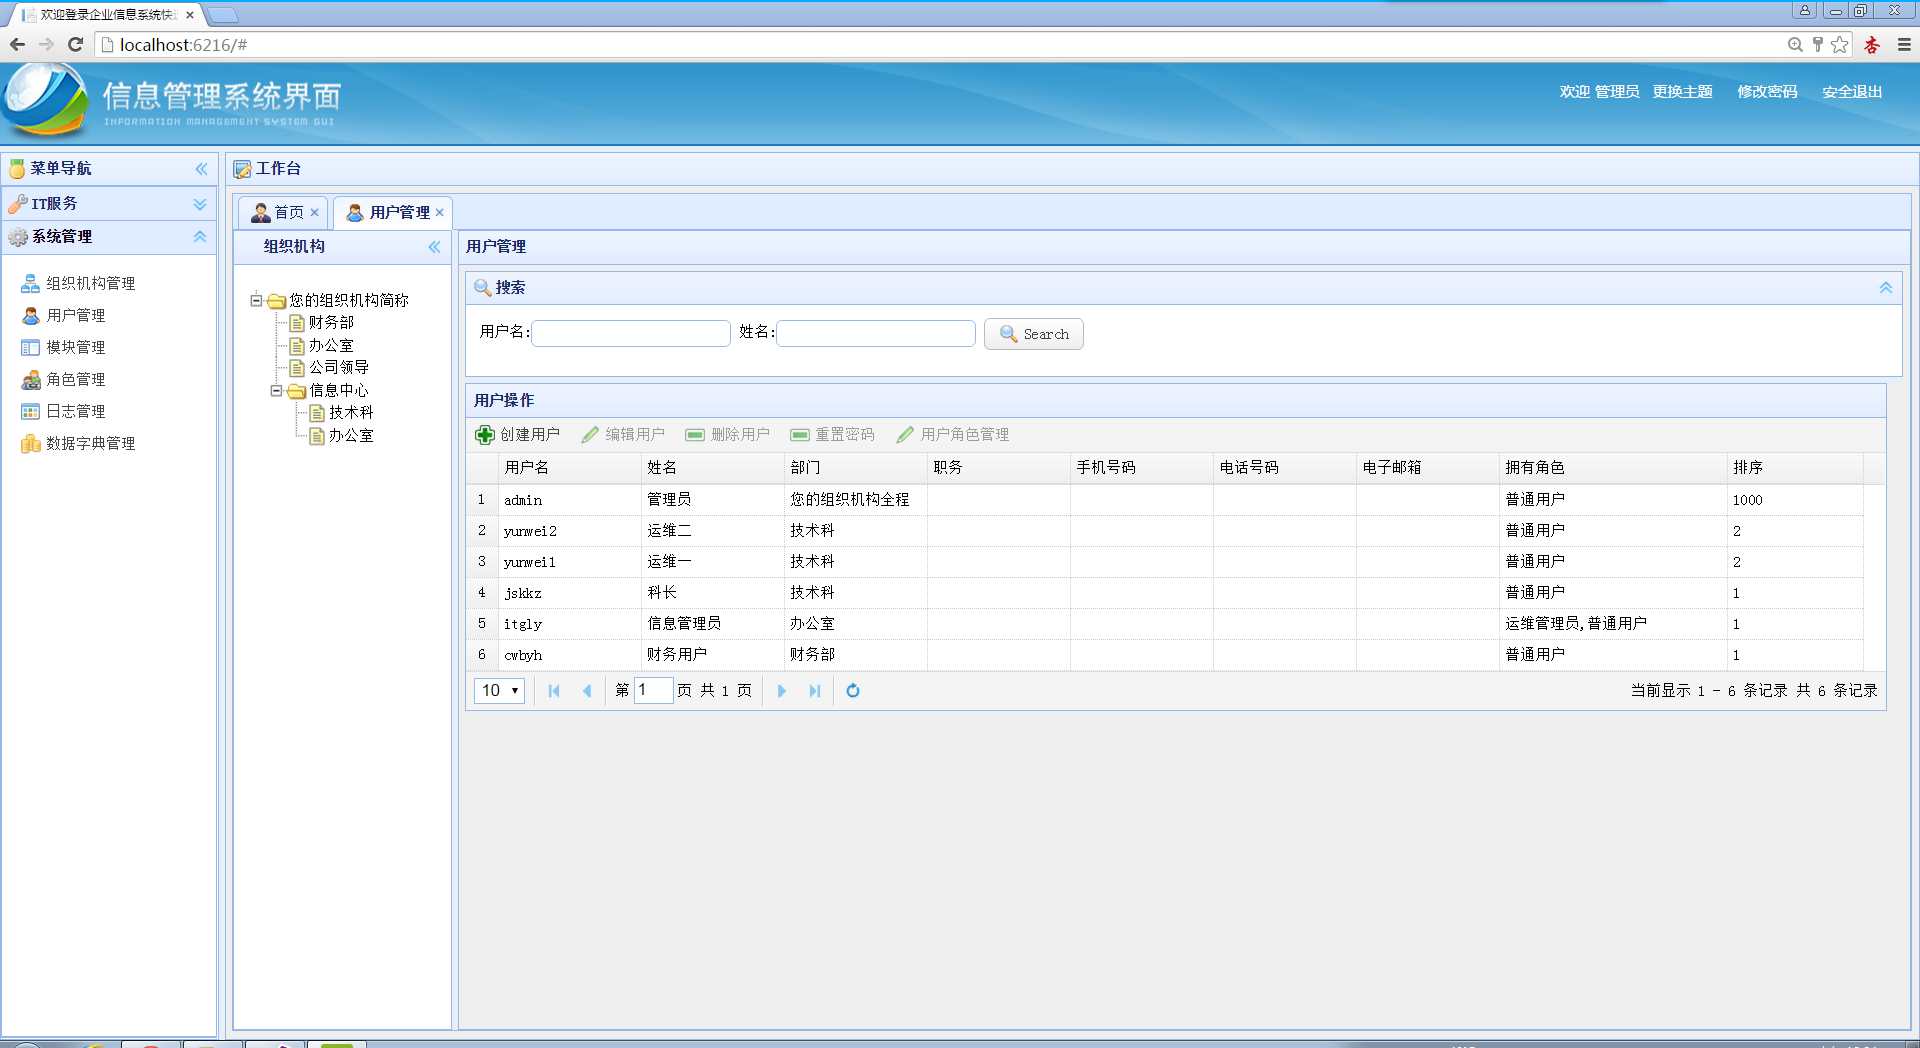 欢迎登录企业信息系统快
localhost:6216/#
信息管理系统界面
INFORMATION MANAGEMENT SYSTEM GUI
欢迎 管理员 更换主题 修改密码 安全退出
菜单导航
IT服务
系统管理
组织机构管理
用户管理
模块管理
角色管理
日志管理
数据字典管理
工作台
首页 用户管理
组织机构
您的组织机构简称
财务部
办公室
公司领导
信息中心
技术科
办公室
用户管理
搜索
用户名: 姓名: Search
用户操作
创建用户 编辑用户 删除用户 重置密码 用户角色管理
用户名 姓名 部门 职务 手机号码 电话号码 电子邮箱 拥有角色 排序
1 admin 管理员 您的组织机构全程 普通用户 1000
2 yunwei2 运维二 技术科 普通用户 2
3 yunwei1 运维一 技术科 普通用户 2
4 jskkz 科长 技术科 普通用户 1
5 itgly 信息管理员 办公室 运维管理员,普通用户 1
6 cwbyh 财务用户 财务部 普通用户 1
10 第 1 页 共 1 页 当前显示 1 - 6 条记录 共 6 条记录